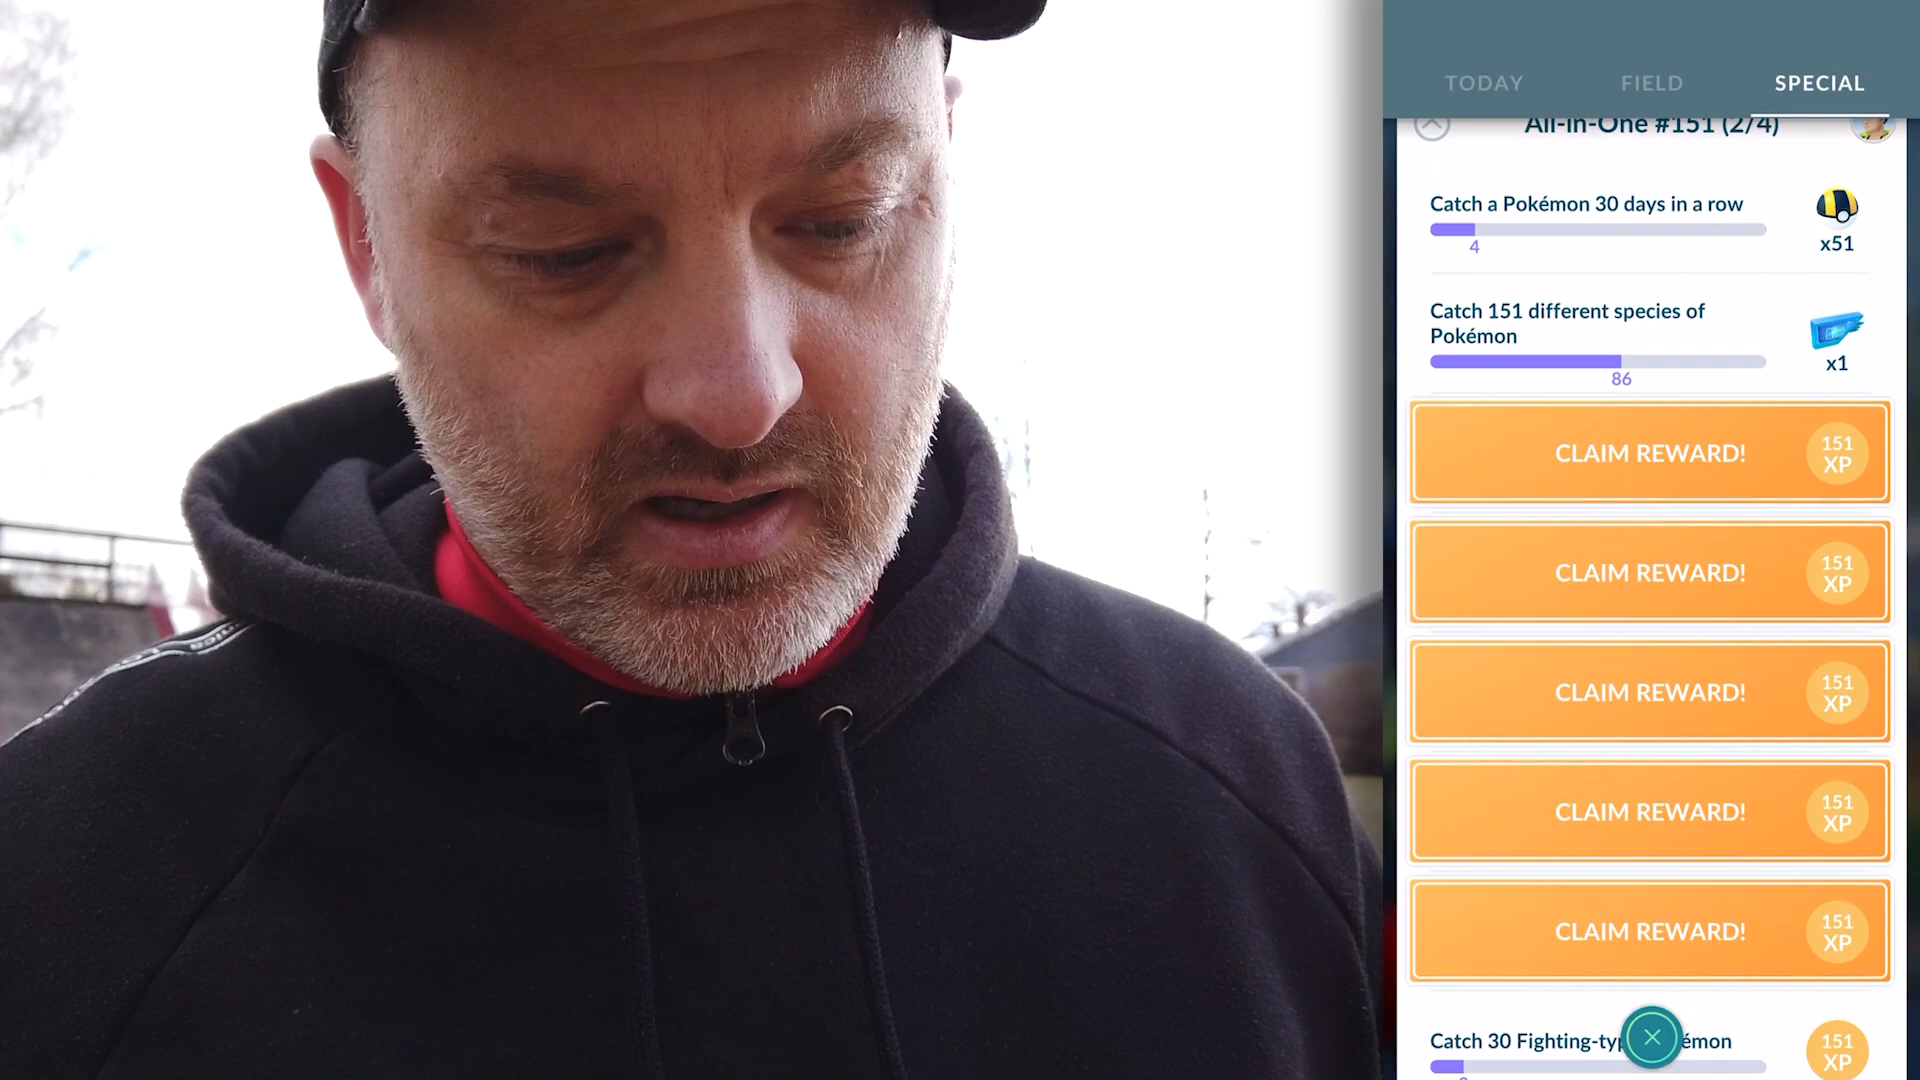 TODAY FIELD SPECIAL
All-in-One #151 (2/4)
Catch a Pokémon 30 days in a row
4
x51
Catch 151 different species of
Pokémon
86
x1
CLAIM REWARD! 151 XP
CLAIM REWARD! 151 XP
CLAIM REWARD! 151 XP
CLAIM REWARD! 151 XP
CLAIM REWARD! 151 XP
Catch 30 Fighting-
151 XP